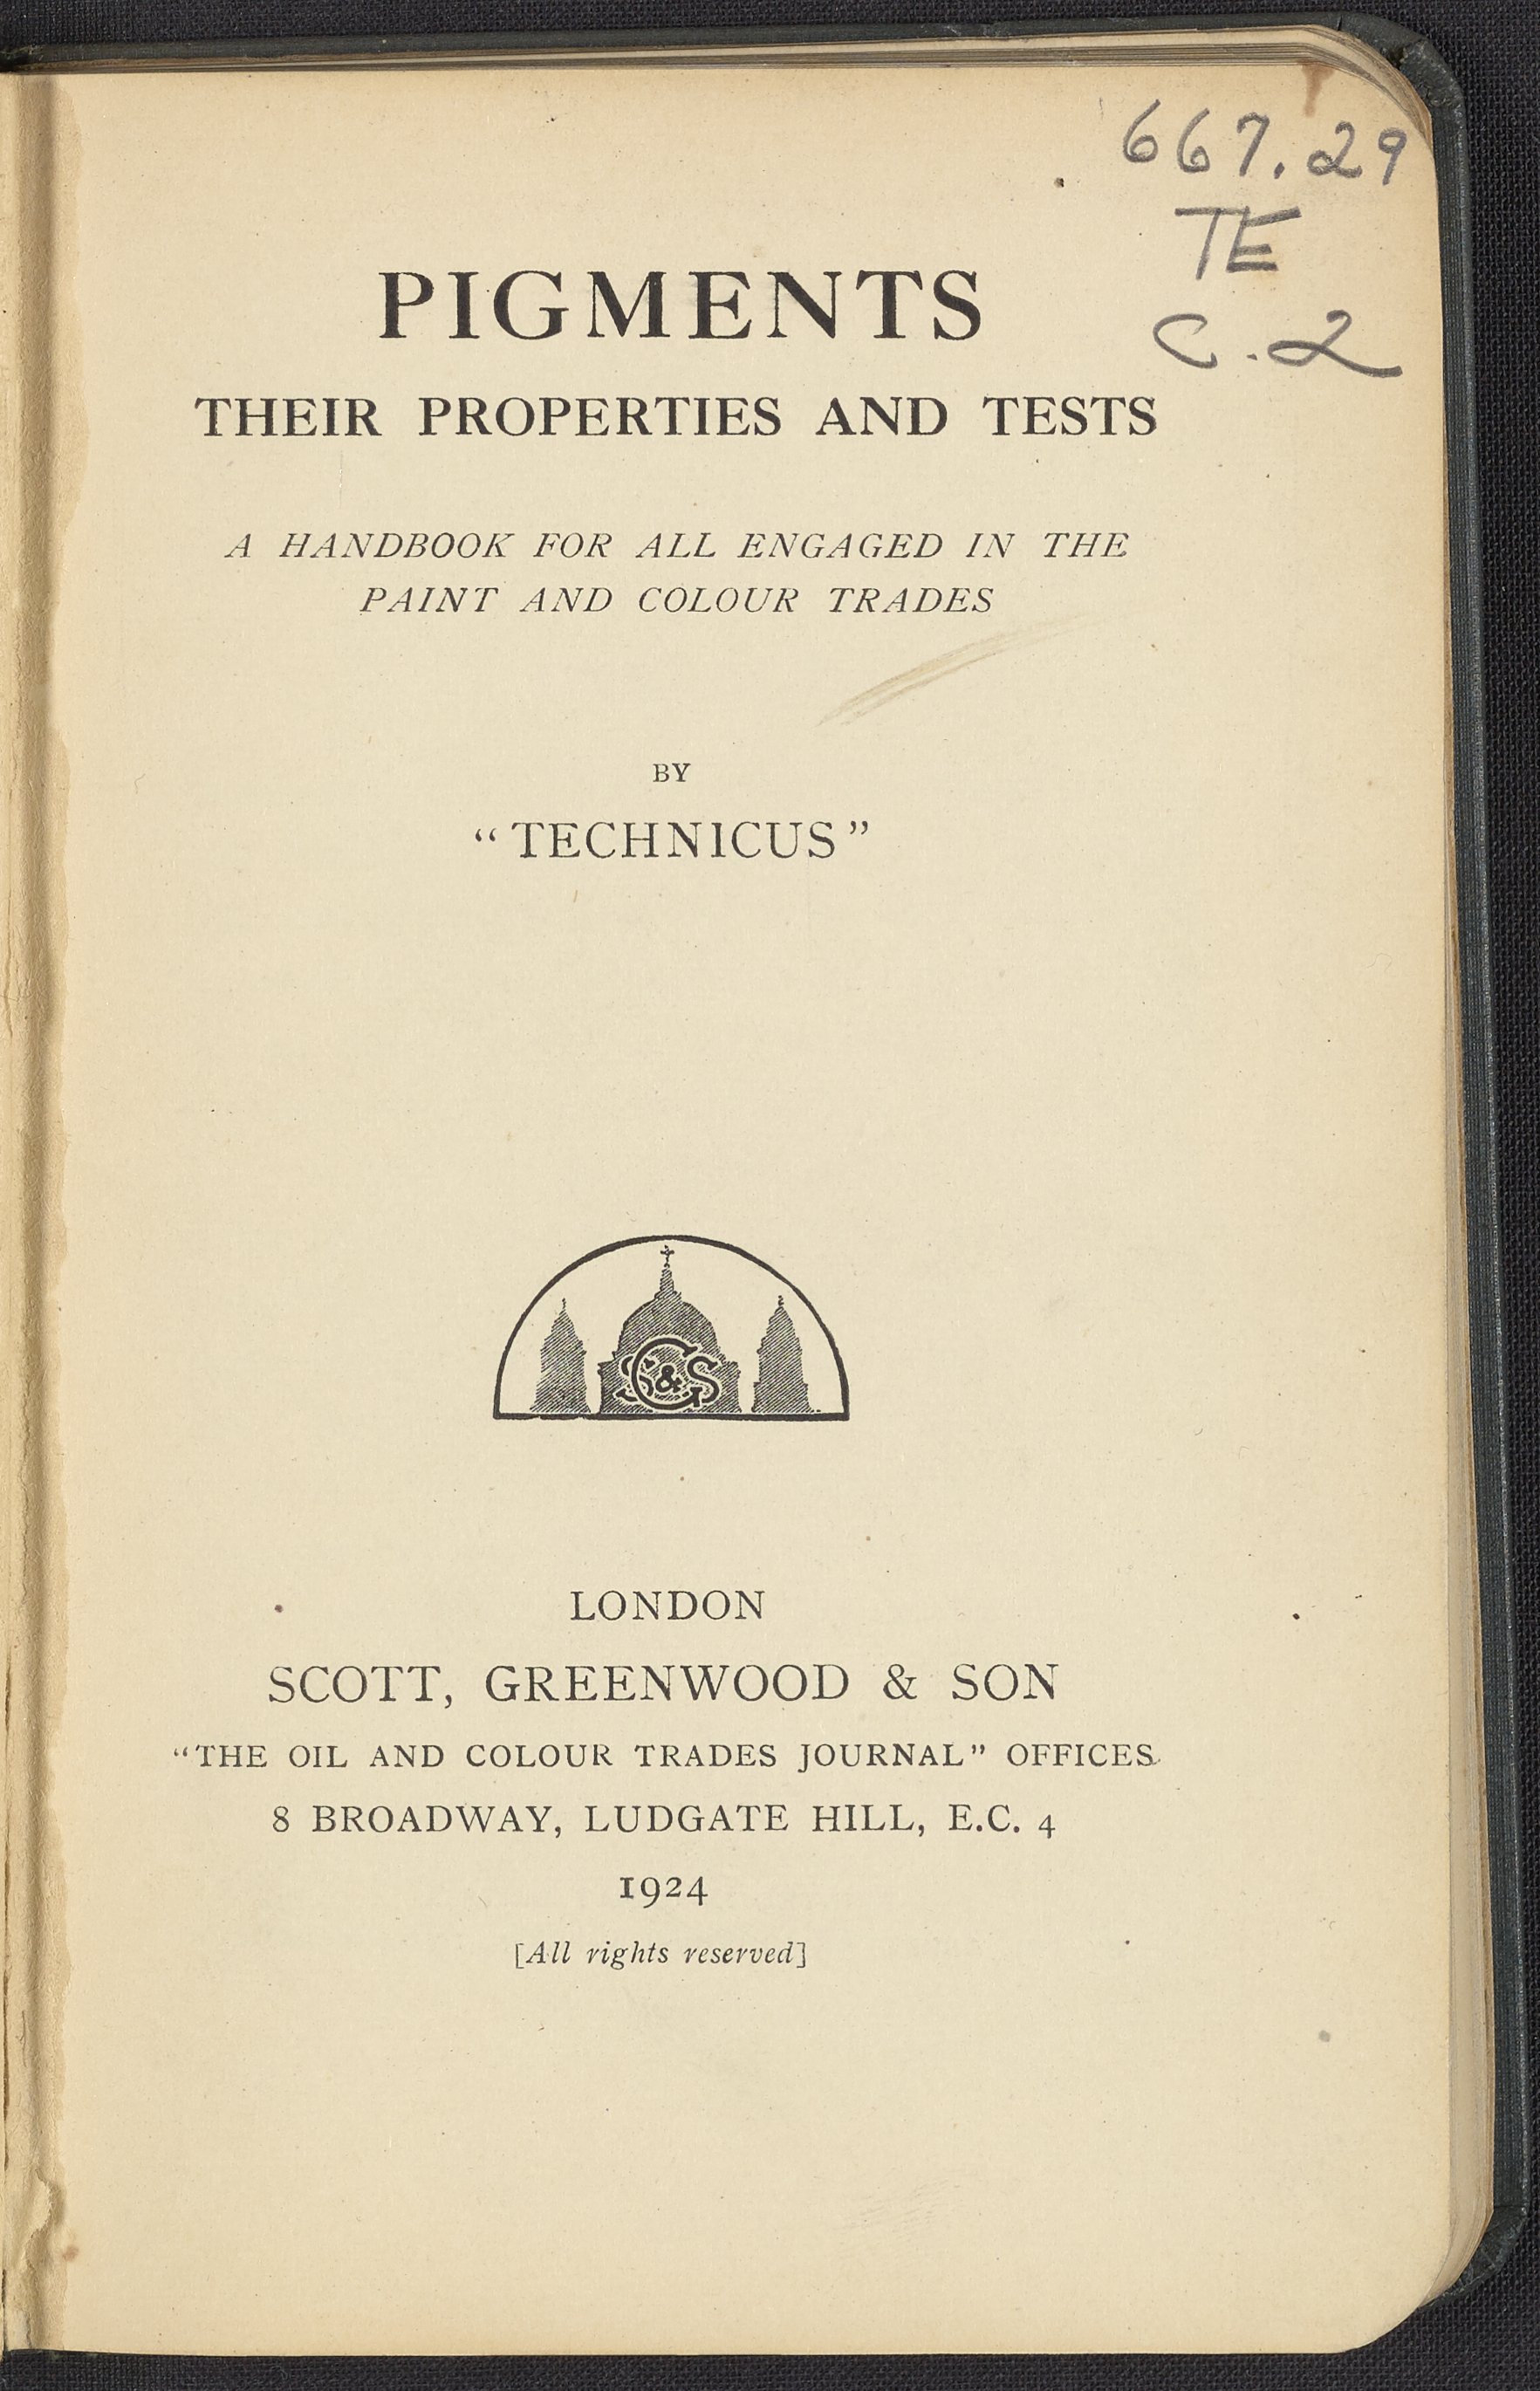 667.29
TE
C.2
PIGMENTS
THEIR PROPERTIES AND TESTS
A HANDBOOK FOR ALL ENGAGED IN THE
PAINT AND COLOUR TRADES
BY
“TECHNICUS”
SG&S
LONDON
SCOTT, GREENWOOD & SON
“THE OIL AND COLOUR TRADES JOURNAL” OFFICES
8 BROADWAY, LUDGATE HILL, E.C. 4
1924
[All rights reserved]